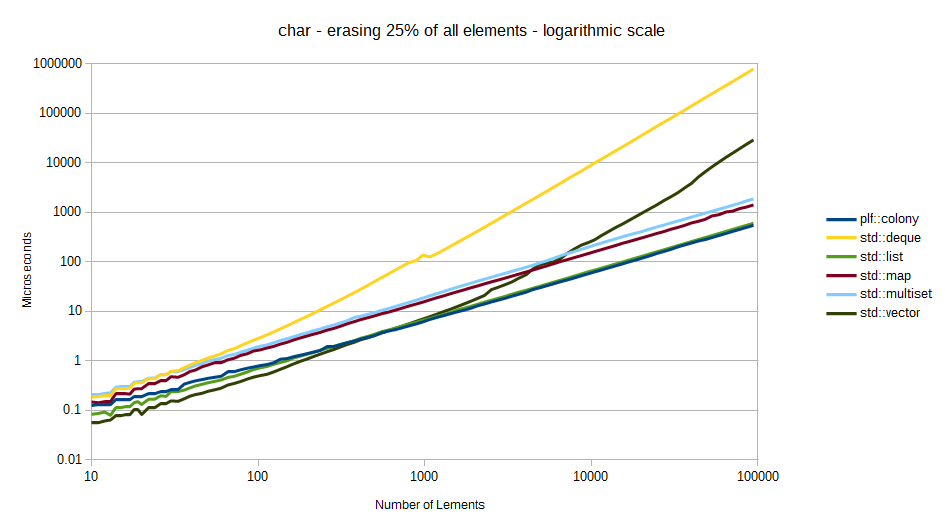 char - erasing 25% of all elements - logarithmic scale
1000000
100000
10000
1000
100
10
1
0.1
0.01
10 100 1000 10000 100000
Micros econds
Number of Lements
plf::colony
std::deque
std::list
std::map
std::multiset
std::vector